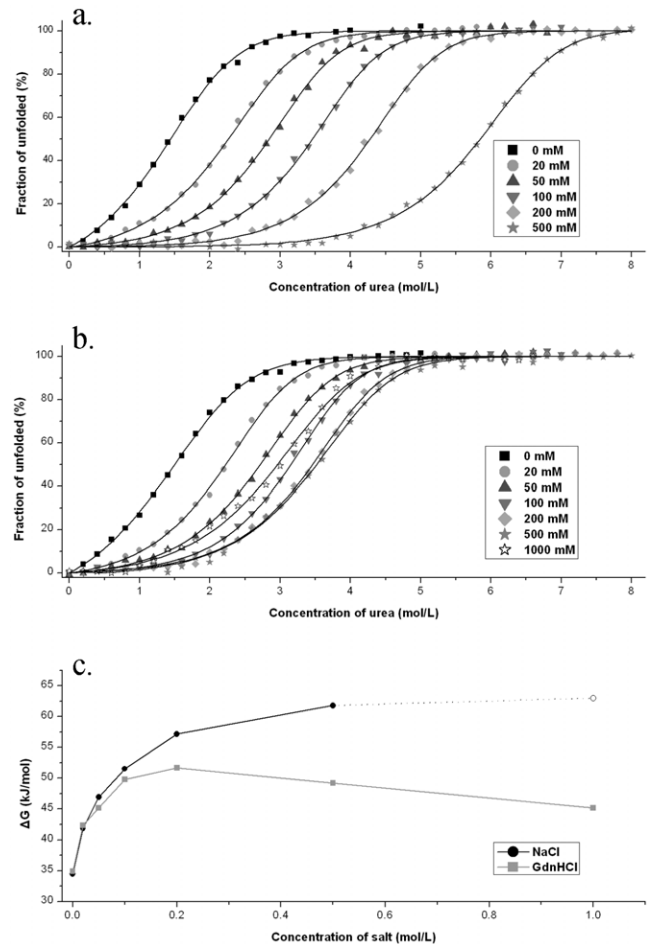 a.
Fraction of unfolded (%)
100
80
60
40
20
0
0 mM
20 mM
50 mM
100 mM
200 mM
500 mM
0 1 2 3 4 5 6 7 8
Concentration of urea (mol/L)
b.
Fraction of unfolded (%)
100
80
60
40
20
0
0 mM
20 mM
50 mM
100 mM
200 mM
500 mM
1000 mM
0 1 2 3 4 5 6 7 8
Concentration of urea (mol/L)
c.
ΔG (kJ/mol)
65
60
55
50
45
40
35
30
NaCl
GdnHCl
0.0 0.2 0.4 0.6 0.8 1.0
Concentration of salt (mol/L)